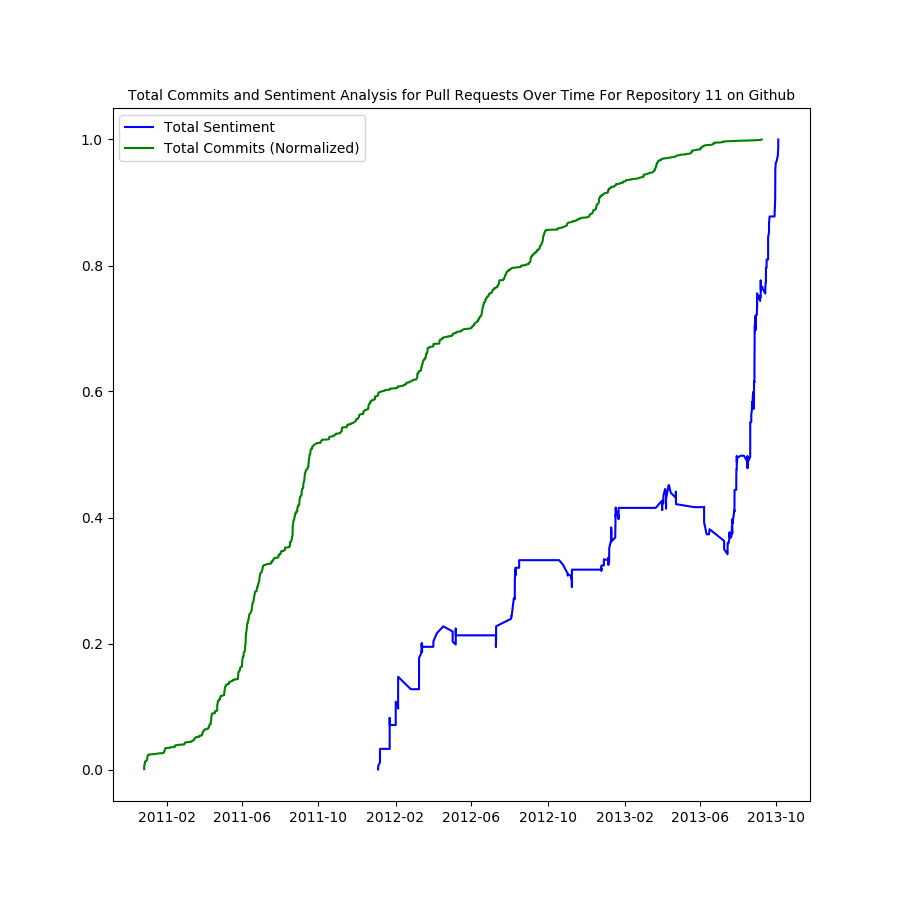 Total Commits and Sentiment Analysis for Pull Requests Over Time For Repository 11 on Github
Total Sentiment
Total Commits (Normalized)
1.0
0.8
0.6
0.4
0.2
0.0
2011-02 2011-06 2011-10 2012-02 2012-06 2012-10 2013-02 2013-06 2013-10